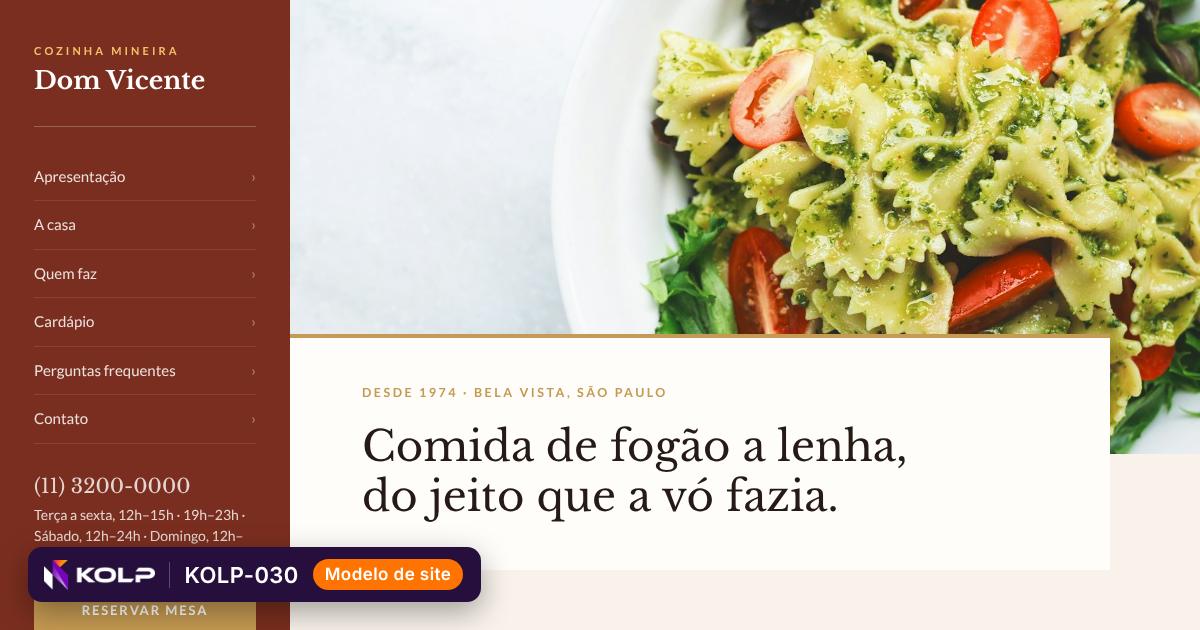 COZINHA MINEIRA
Dom Vicente
Apresentação
A casa
Quem faz
Cardápio
Perguntas frequentes
Contato
(11) 3200-0000
Terça a sexta, 12h–15h · 19h–23h ·
Sábado, 12h–24h · Domingo, 12h–
RESERVAR MESA
DESDE 1974 · BELA VISTA, SÃO PAULO
Comida de fogão a lenha,
do jeito que a vó fazia.
KOLP KOLP-030 Modelo de site